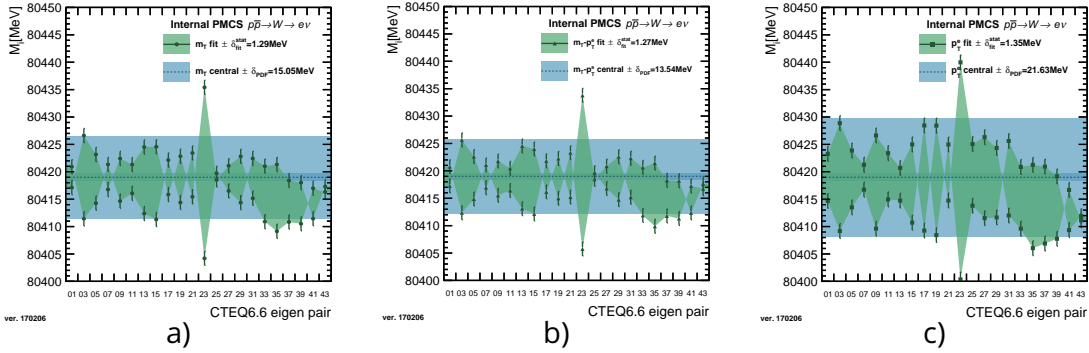 M_l[MeV]
Internal PMCS pp̅→W→ eν
m_T fit ± δ^stat_fit =1.29MeV
m_T central ± δ_PDF =15.05MeV
80450
80445
80440
80435
80430
80425
80420
80415
80410
80405
80400
01 03 05 07 09 11 13 15 17 19 21 23 25 27 29 31 33 35 37 39 41 43
CTEQ6.6 eigen pair
ver. 170206
a)
Internal PMCS pp̅→W→ eν
m_T-p^e_T fit ± δ^stat_fit =1.27MeV
m_T-p^e_T central ± δ_PDF =13.54MeV
80450
80445
80440
80435
80430
80425
80420
80415
80410
80405
80400
01 03 05 07 09 11 13 15 17 19 21 23 25 27 29 31 33 35 37 39 41 43
CTEQ6.6 eigen pair
ver. 170206
b)
Internal PMCS pp̅→W→ eν
p^e_T fit ± δ^stat_fit =1.35MeV
p^e_T central ± δ_PDF =21.63MeV
80450
80445
80440
80435
80430
80425
80420
80415
80410
80405
80400
01 03 05 07 09 11 13 15 17 19 21 23 25 27 29 31 33 35 37 39 41 43
CTEQ6.6 eigen pair
ver. 170206
c)